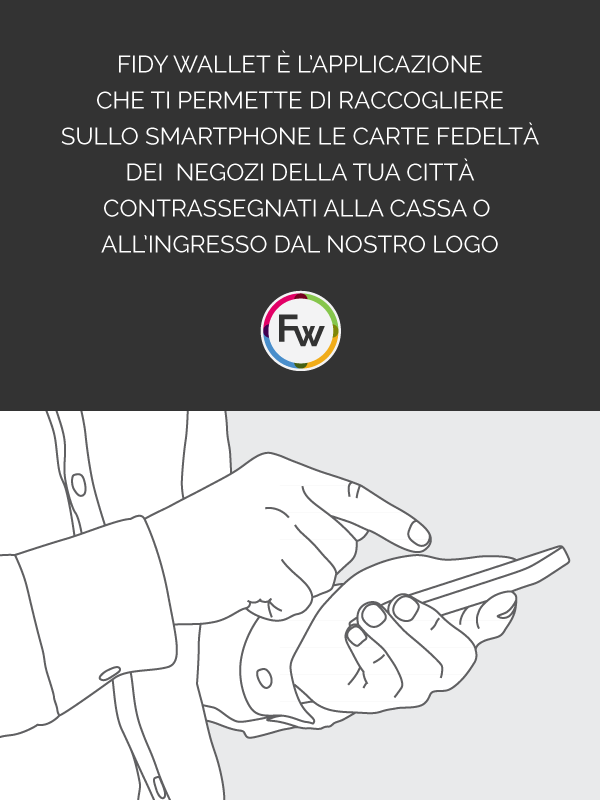 FIDY WALLET È L'APPLICAZIONE
CHE TI PERMETTE DI RACCOGLIERE
SULLO SMARTPHONE LE CARTE FEDELTÀ
DEI NEGOZI DELLA TUA CITTÀ
CONTRASSEGNATI ALLA CASSA O
ALL'INGRESSO DAL NOSTRO LOGO
Fw